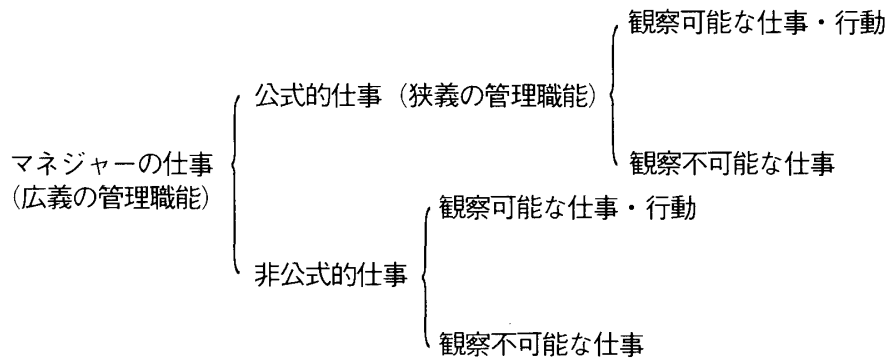 観察可能な仕事・行動
公式的仕事（狭義の管理職能）
観察不可能な仕事
マネジャーの仕事
（広義の管理職能）
観察可能な仕事・行動
非公式的仕事
観察不可能な仕事